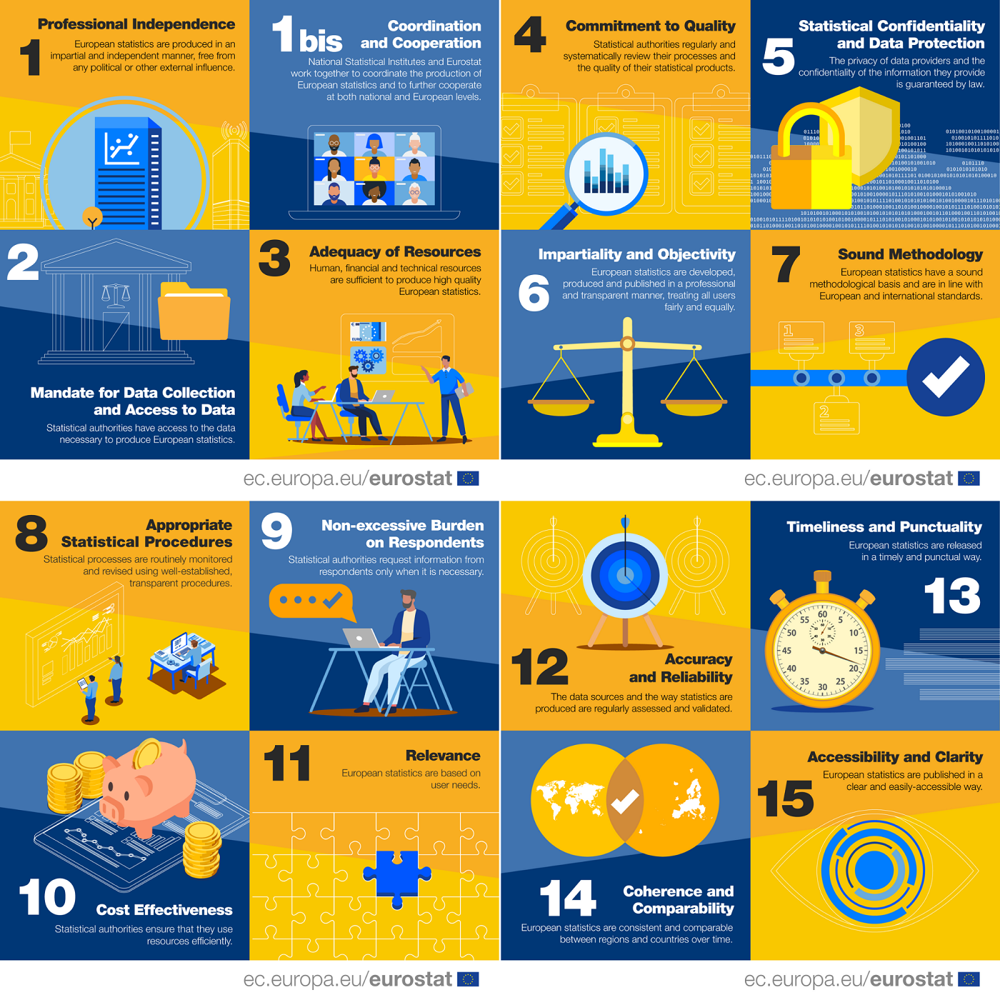 1
Professional Independence
European statistics are produced in an
impartial and independent manner, free from
any political or other external influence.
1bis
Coordination
and Cooperation
National Statistical Institutes and Eurostat
work together to coordinate the production of
European statistics and to further cooperate
at both national and European levels.
2
Mandate for Data Collection
and Access to Data
Statistical authorities have access to the data
necessary to produce European statistics.
3
Adequacy of Resources
Human, financial and technical resources
are sufficient to produce high quality
European statistics.
EURO
ec.europa.eu/eurostat
4
Commitment to Quality
Statistical authorities regularly and
systematically review their processes and
the quality of their statistical products.
5
Statistical Confidentiality
and Data Protection
The privacy of data providers and the
confidentiality of the information they provide
is guaranteed by law.
6
Impartiality and Objectivity
European statistics are developed,
produced and published in a professional
and transparent manner, treating all users
fairly and equally.
7
Sound Methodology
European statistics have a sound
methodological basis and are in line with
European and international standards.
1
3
2
ec.europa.eu/eurostat
8
Appropriate
Statistical Procedures
Statistical processes are routinely monitored
and revised using well-established,
transparent procedures.
9
Non-excessive Burden
on Respondents
Statistical authorities request information from
respondents only when it is necessary.
10
Cost Effectiveness
Statistical authorities ensure that they use
resources efficiently.
11
Relevance
European statistics are based on
user needs.
ec.europa.eu/eurostat
12
Accuracy
and Reliability
The data sources and the way statistics are
produced are regularly assessed and validated.
Timeliness and Punctuality
European statistics are released
in a timely and punctual way.
13
60
55 5
50 10
45 15
40 20
35 25
30
14
Coherence and
Comparability
European statistics are consistent and comparable
between regions and countries over time.
Accessibility and Clarity
European statistics are published in a
clear and easily-accessible way.
15
ec.europa.eu/eurostat